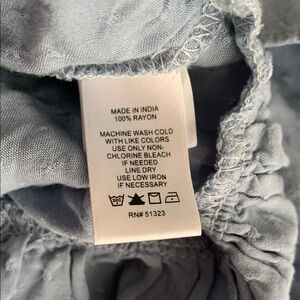 MADE IN INDIA
100% RAYON
MACHINE WASH COLD
WITH LIKE COLORS
USE ONLY NON-
CHLORINE BLEACH
IF NEEDED
LINE DRY
USE LOW IRON
IF NECESSARY
RN# 51323